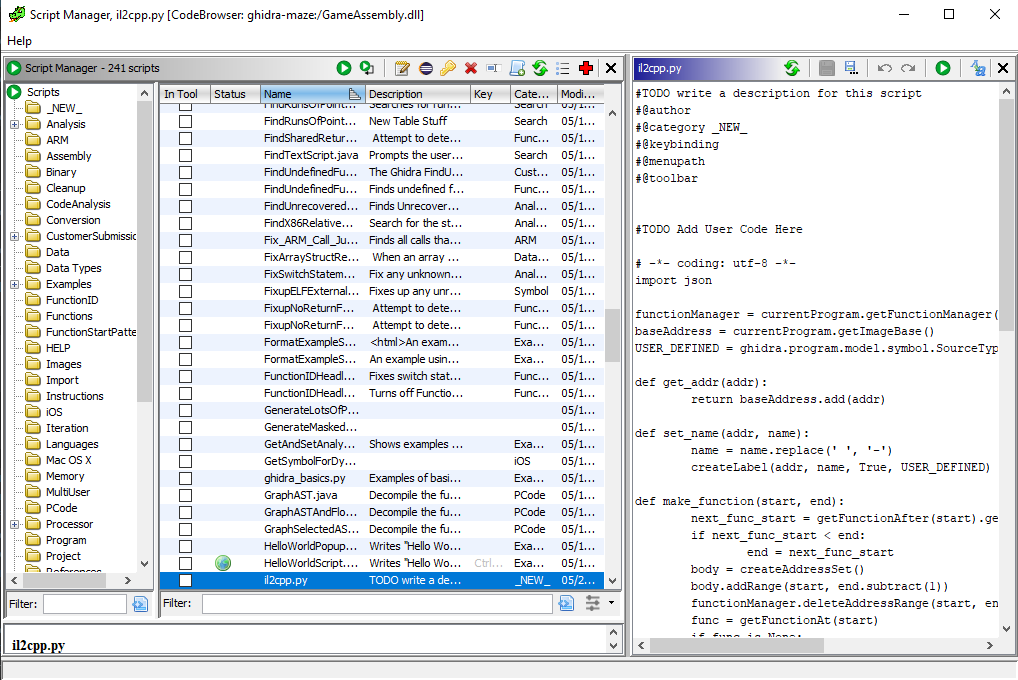 Script Manager, il2cpp.py [CodeBrowser: ghidra-maze:/GameAssembly.dll]
Help
Script Manager - 241 scripts
Scripts
_NEW_
Analysis
ARM
Assembly
Binary
Cleanup
CodeAnalysis
Conversion
CustomerSubmissic
Data
Data Types
Examples
FunctionID
Functions
FunctionStartPatte
HELP
Images
Import
Instructions
iOS
Iteration
Languages
Mac OS X
Memory
MultiUser
PCode
Processor
Program
Project
References
Filter:
In Tool Status Name Description Key Cate... Modi...
FindRunsOfPoint... Searches for run... Search 05/1...
FindRunsOfPoint... New Table Stuff Search 05/1...
FindSharedRetur... Attempt to dete... Func... 05/1...
FindTextScript.java Prompts the user... Search 05/1...
FindUndefinedFu... The Ghidra FindU... Cust... 05/1...
FindUndefinedFu... Finds undefined f... Func... 05/1...
FindUnrecovered... Finds Unrecover... Anal... 05/1...
FindX86Relative... Search for the st... Anal... 05/1...
Fix_ARM_Call_Ju... Finds all calls tha... ARM 05/1...
FixArrayStructRe... When an array ... Data... 05/1...
FixSwitchStatem... Fix any unknown... Anal... 05/1...
FixupELFExternal... Fixes up any unr... Symbol 05/1...
FixupNoReturnF... Attempt to dete... Func... 05/1...
FixupNoReturnF... Attempt to dete... Func... 05/1...
FormatExampleS... <html>An exam... Exa... 05/1...
FormatExampleS... An example usin... Exa... 05/1...
FunctionIDHeadl... Fixes switch stat... Func... 05/1...
FunctionIDHeadl... Turns off Functio... Func... 05/1...
GenerateLotsOfP... 05/1...
GenerateMasked... 05/1...
GetAndSetAnaly... Shows examples ... Exa... 05/1...
GetSymbolForDy... iOS 05/1...
ghidra_basics.py Examples of basi... Exa... 05/1...
GraphAST.java Decompile the fu... PCode 05/1...
GraphASTAndFlo... Decompile the fu... PCode 05/1...
GraphSelectedAS... Decompile the fu... PCode 05/1...
HelloWorldPopup... Writes "Hello Wo... Exa... 05/1...
HelloWorldScript.... Writes "Hello Wo... Ctrl... Exa... 05/1...
il2cpp.py TODO write a de... _NEW_ 05/2...
Filter:
il2cpp.py
il2cpp.py
#TODO write a description for this script
#@author
#@category _NEW_
#@keybinding
#@menupath
#@toolbar
#TODO Add User Code Here
# -*- coding: utf-8 -*-
import json
functionManager = currentProgram.getFunctionManager(
baseAddress = currentProgram.getImageBase()
USER_DEFINED = ghidra.program.model.symbol.SourceTyp
def get_addr(addr):
return baseAddress.add(addr)
def set_name(addr, name):
name = name.replace(' ', '-')
createLabel(addr, name, True, USER_DEFINED)
def make_function(start, end):
next_func_start = getFunctionAfter(start).ge
if next_func_start < end:
end = next_func_start
body = createAddressSet()
body.addRange(start, end.subtract(1))
functionManager.deleteAddressRange(start, en
func = getFunctionAt(start)
if func is None: